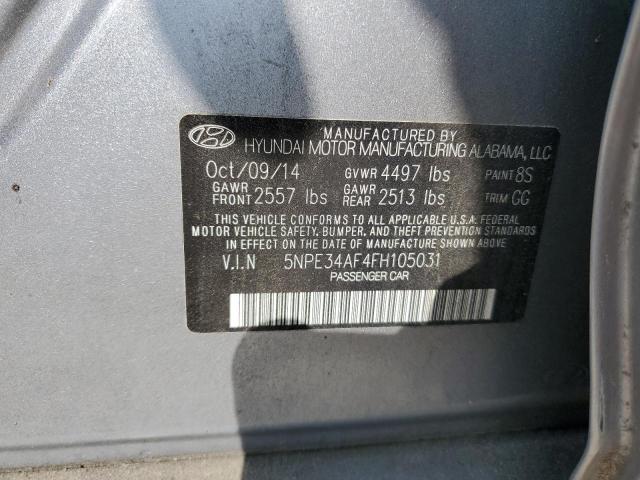 MANUFACTURED BY
HYUNDAI MOTOR MANUFACTURING ALABAMA, LLC
Oct/09/14 GVWR 4497 lbs PAINT 8S
GAWR FRONT 2557 lbs GAWR REAR 2513 lbs TRIM GG
THIS VEHICLE CONFORMS TO ALL APPLICABLE U.S.A. FEDERAL
MOTOR VEHICLE SAFETY, BUMPER, AND THEFT PREVENTION STANDARDS
IN EFFECT ON THE DATE OF MANUFACTURE SHOWN ABOVE.
V.I.N 5NPE34AF4FH105031
PASSENGER CAR